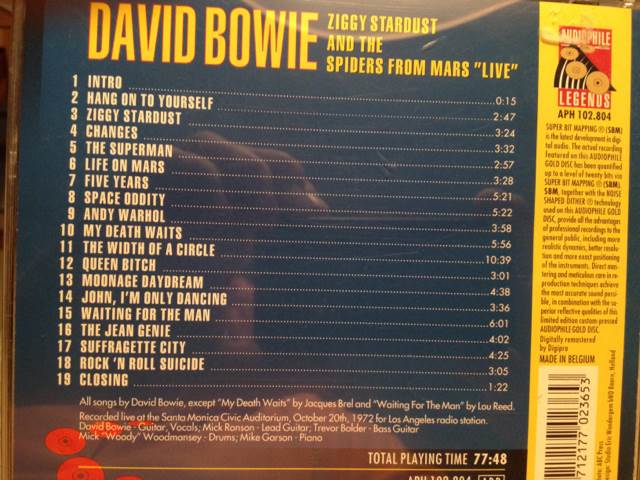 DAVID BOWIE
ZIGGY STARDUST
AND THE
SPIDERS FROM MARS "LIVE"
1 INTRO 0:15
2 HANG ON TO YOURSELF 2:47
3 ZIGGY STARDUST 3:24
4 CHANGES 3:32
5 THE SUPERMAN 2:57
6 LIFE ON MARS 3:28
7 FIVE YEARS 5:21
8 SPACE ODDITY 5:22
9 ANDY WARHOL 3:58
10 MY DEATH WAITS 5:56
11 THE WIDTH OF A CIRCLE 10:39
12 QUEEN BITCH 3:01
13 MOONAGE DAYDREAM 4:38
14 JOHN, I'M ONLY DANCING 3:36
15 WAITING FOR THE MAN 6:01
16 THE JEAN GENIE 4:02
17 SUFFRAGETTE CITY 4:25
18 ROCK 'N ROLL SUICIDE 3:05
19 CLOSING 1:22
All songs by David Bowie, except "My Death Waits" by Jacques Brel and "Waiting For The Man" by Lou Reed.
Recorded live at the Santa Monica Civic Auditorium, October 20th, 1972 for Los Angeles radio station.
David Bowie - Guitar, Vocals; Mick Ronson - Lead Guitar; Trevor Bolder - Bass Guitar
Mick "Woody" Woodmansey - Drums; Mike Garson - Piano
TOTAL PLAYING TIME 77:48
APH 102.804
AUDIOPHILE
LEGENDS
APH 102.804
SUPER BIT MAPPING ® (SBM)
is the latest development in digi-
tal audio. The actual recording
featured on this AUDIOPHILE
GOLD DISC has been quantified
up to a level of twenty bits via
SUPER BIT MAPPING ® (SBM).
SBM, together with the NOISE
SHAPED DITHER ® technology
used on this AUDIOPHILE GOLD
DISC, provide all the advantages
of professional recordings to the
general public, including more
realistic dynamics, better resolu-
tion and more exact positioning
of the instruments. Direct mas-
tering and meticulous care in re-
production techniques achieve
the most accurate sound possi-
ble, in combination with the su-
perior reflective qualities of this
limited edition custom pressed
AUDIOPHILE GOLD DISC.
Digitally remastered
by Digipro
MADE IN BELGIUM
712177 023653